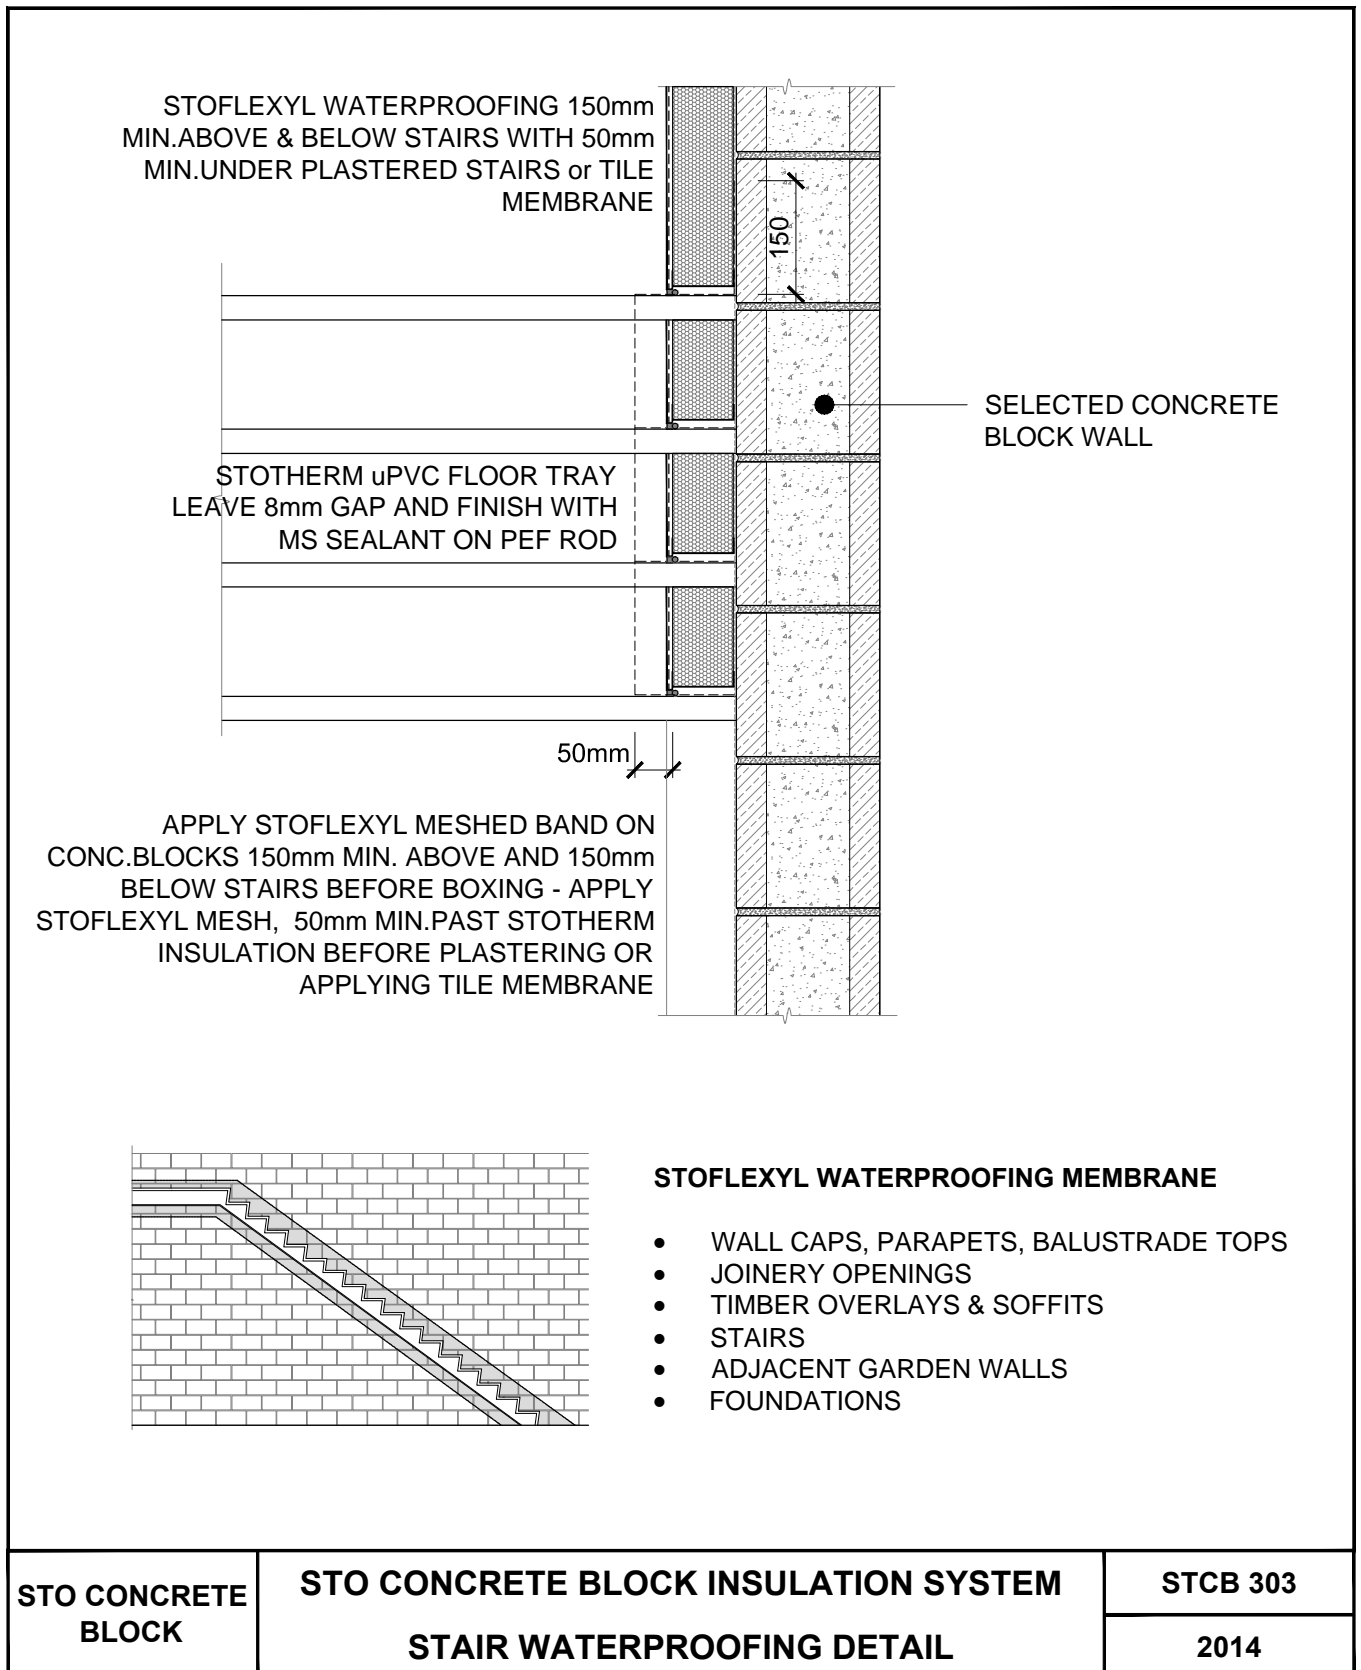 STOFLEXYL WATERPROOFING 150mm
MIN.ABOVE & BELOW STAIRS WITH 50mm
MIN.UNDER PLASTERED STAIRS or TILE
MEMBRANE
150
SELECTED CONCRETE
BLOCK WALL
STOTHERM uPVC FLOOR TRAY
LEAVE 8mm GAP AND FINISH WITH
MS SEALANT ON PEF ROD
50mm
APPLY STOFLEXYL MESHED BAND ON
CONC.BLOCKS 150mm MIN. ABOVE AND 150mm
BELOW STAIRS BEFORE BOXING - APPLY
STOFLEXYL MESH, 50mm MIN.PAST STOTHERM
INSULATION BEFORE PLASTERING OR
APPLYING TILE MEMBRANE
STOFLEXYL WATERPROOFING MEMBRANE
• WALL CAPS, PARAPETS, BALUSTRADE TOPS
• JOINERY OPENINGS
• TIMBER OVERLAYS & SOFFITS
• STAIRS
• ADJACENT GARDEN WALLS
• FOUNDATIONS
STO CONCRETE
BLOCK
STO CONCRETE BLOCK INSULATION SYSTEM
STAIR WATERPROOFING DETAIL
STCB 303
2014